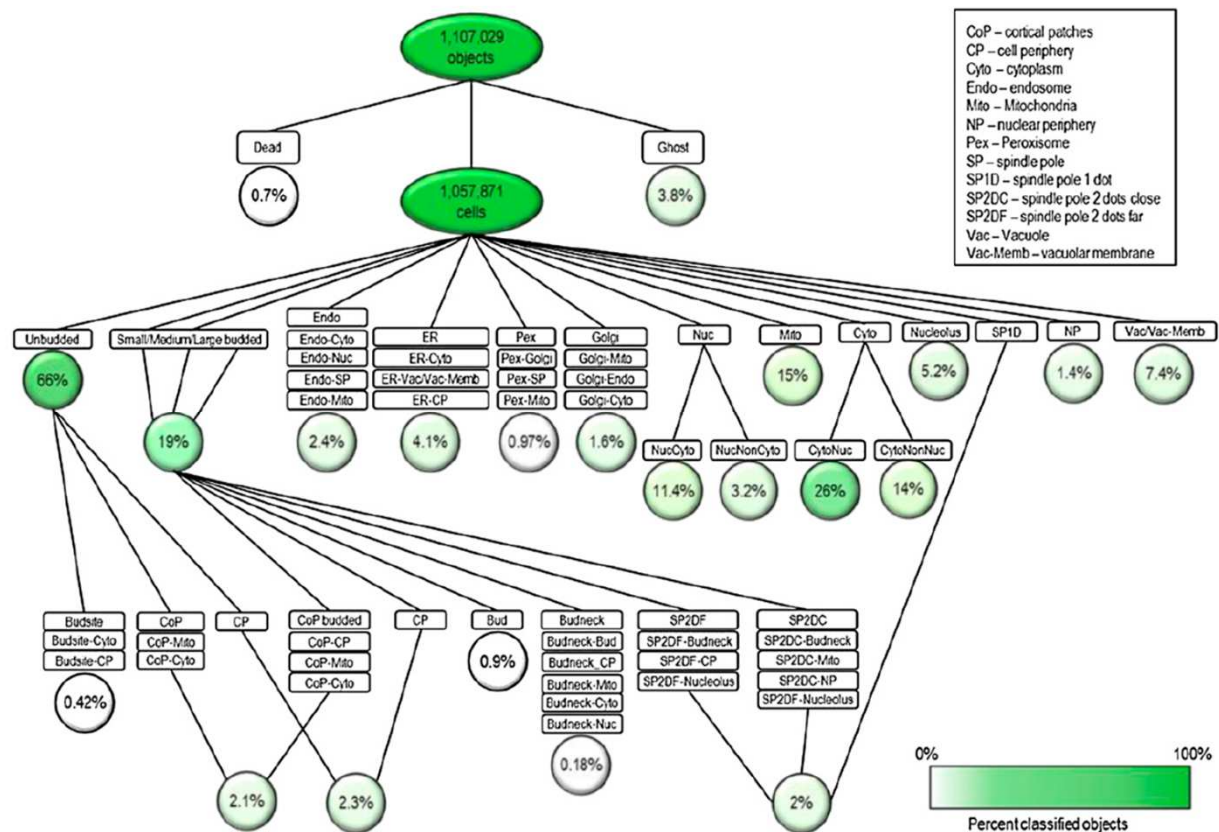 1,107,029
objects
CoP – cortical patches
CP – cell periphery
Cyto – cytoplasm
Endo – endosome
Mito – Mitochondria
NP – nuclear periphery
Pex – Peroxisome
SP – spindle pole
SP1D – spindle pole 1 dot
SP2DC – spindle pole 2 dots close
SP2DF – spindle pole 2 dots far
Vac – Vacuole
Vac-Memb – vacuolar membrane
Dead
0.7%
1,057,871
cells
Ghost
3.8%
Unbudded
66%
Small/Medium/Large budded
19%
Endo
Endo-Cyto
Endo-Nuc
Endo-SP
Endo-Mito
2.4%
ER
ER-Cyto
ER-Vac/Vac-Memb
ER-CP
4.1%
Pex
Pex-Golgi
Pex-SP
Pex-Mito
0.97%
Golgi
Golgi-Mito
Golgi-Endo
Golgi-Cyto
1.6%
Nuc
Mito
15%
Cyto
Nucleolus
5.2%
SP1D
NP
1.4%
Vac/Vac-Memb
7.4%
NucCyto
11.4%
NucNonCyto
3.2%
CytoNuc
26%
CytoNonNuc
14%
Budsite
Budsite-Cyto
Budsite-CP
0.42%
CoP
CoP-Mito
CoP-Cyto
CP
CoP budded
CoP-CP
CoP-Mito
CoP-Cyto
CP
Bud
0.9%
Budneck
Budneck-Bud
Budneck_CP
Budneck-Mito
Budneck-Cyto
Budneck-Nuc
0.18%
SP2DF
SP2DF-Budneck
SP2DF-CP
SP2DF-Nucleolus
SP2DC
SP2DC-Budneck
SP2DC-Mito
SP2DC-NP
SP2DF-Nucleolus
2.1%
2.3%
2%
0%
100%
Percent classified objects